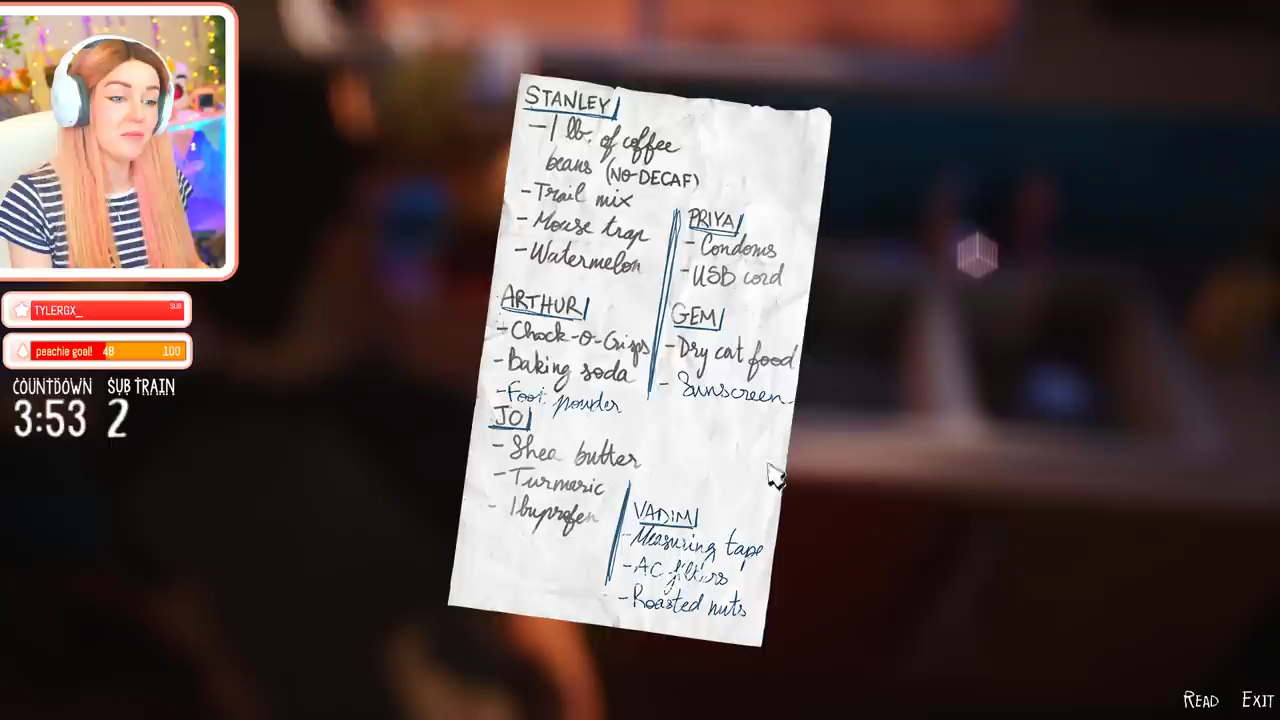 STANLEY
- 1 lb. of coffee
beans (NO DECAF)
- Trail mix
- Mouse trap
- Watermelon
ARTHUR
- Chock-O-Crisps
- Baking soda
- Foot powder
JO
- Shea butter
- Turmeric
- Ibuprofen
PRIYA
- Condoms
- USB cord
GEM
- Dry cat food
- Sunscreen
VADIM
- Measuring tape
- AC filters
- Roasted nuts
TYLERGX_ SUB
peachie goal! 48 100
COUNTDOWN SUB TRAIN
3:53 2
READ EXIT